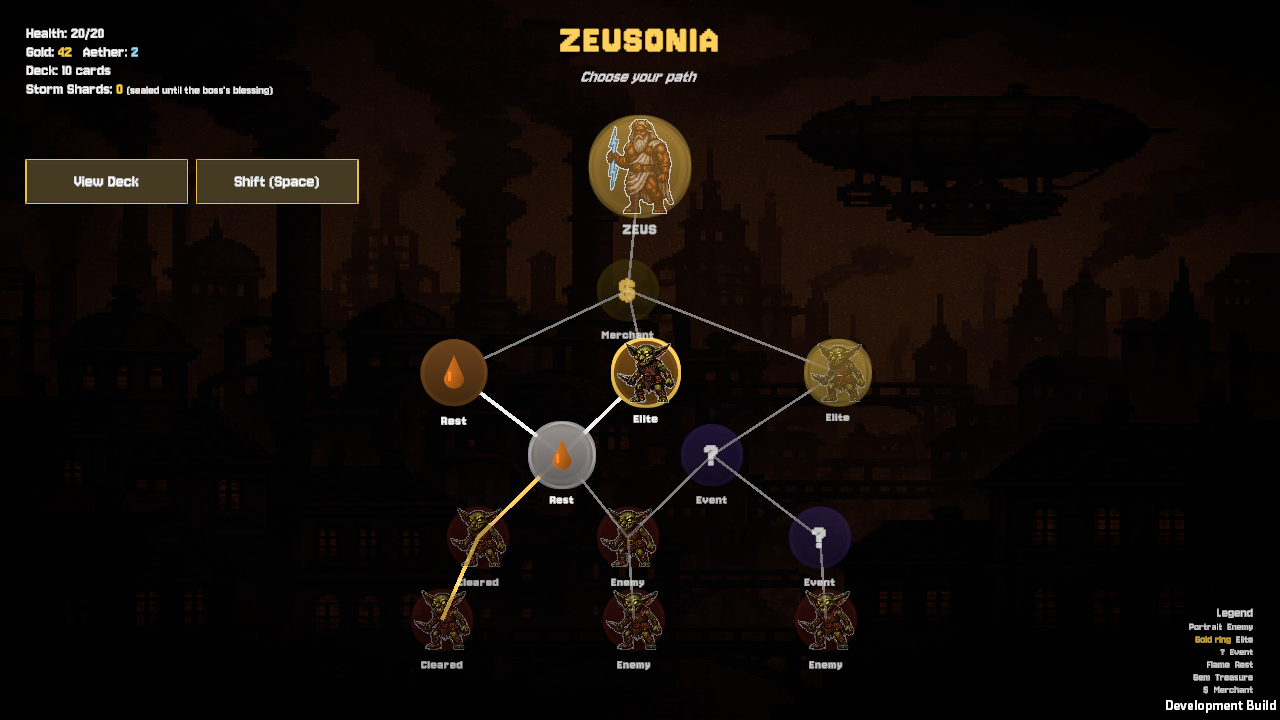 Health: 20/20
Gold: 42 Aether: 2
Deck: 10 cards
Storm Shards: 0 (sealed until the boss's blessing)
ZEUSONIA
Choose your path
View Deck
Shift (Space)
ZEUS
$
Merchant
Rest
Elite
Elite
?
Rest
Event
?
Cleared
Enemy
Event
Cleared
Enemy
Enemy
Legend
Portrait Enemy
Gold ring Elite
? Event
Flame Rest
Gem Treasure
$ Merchant
Development Build